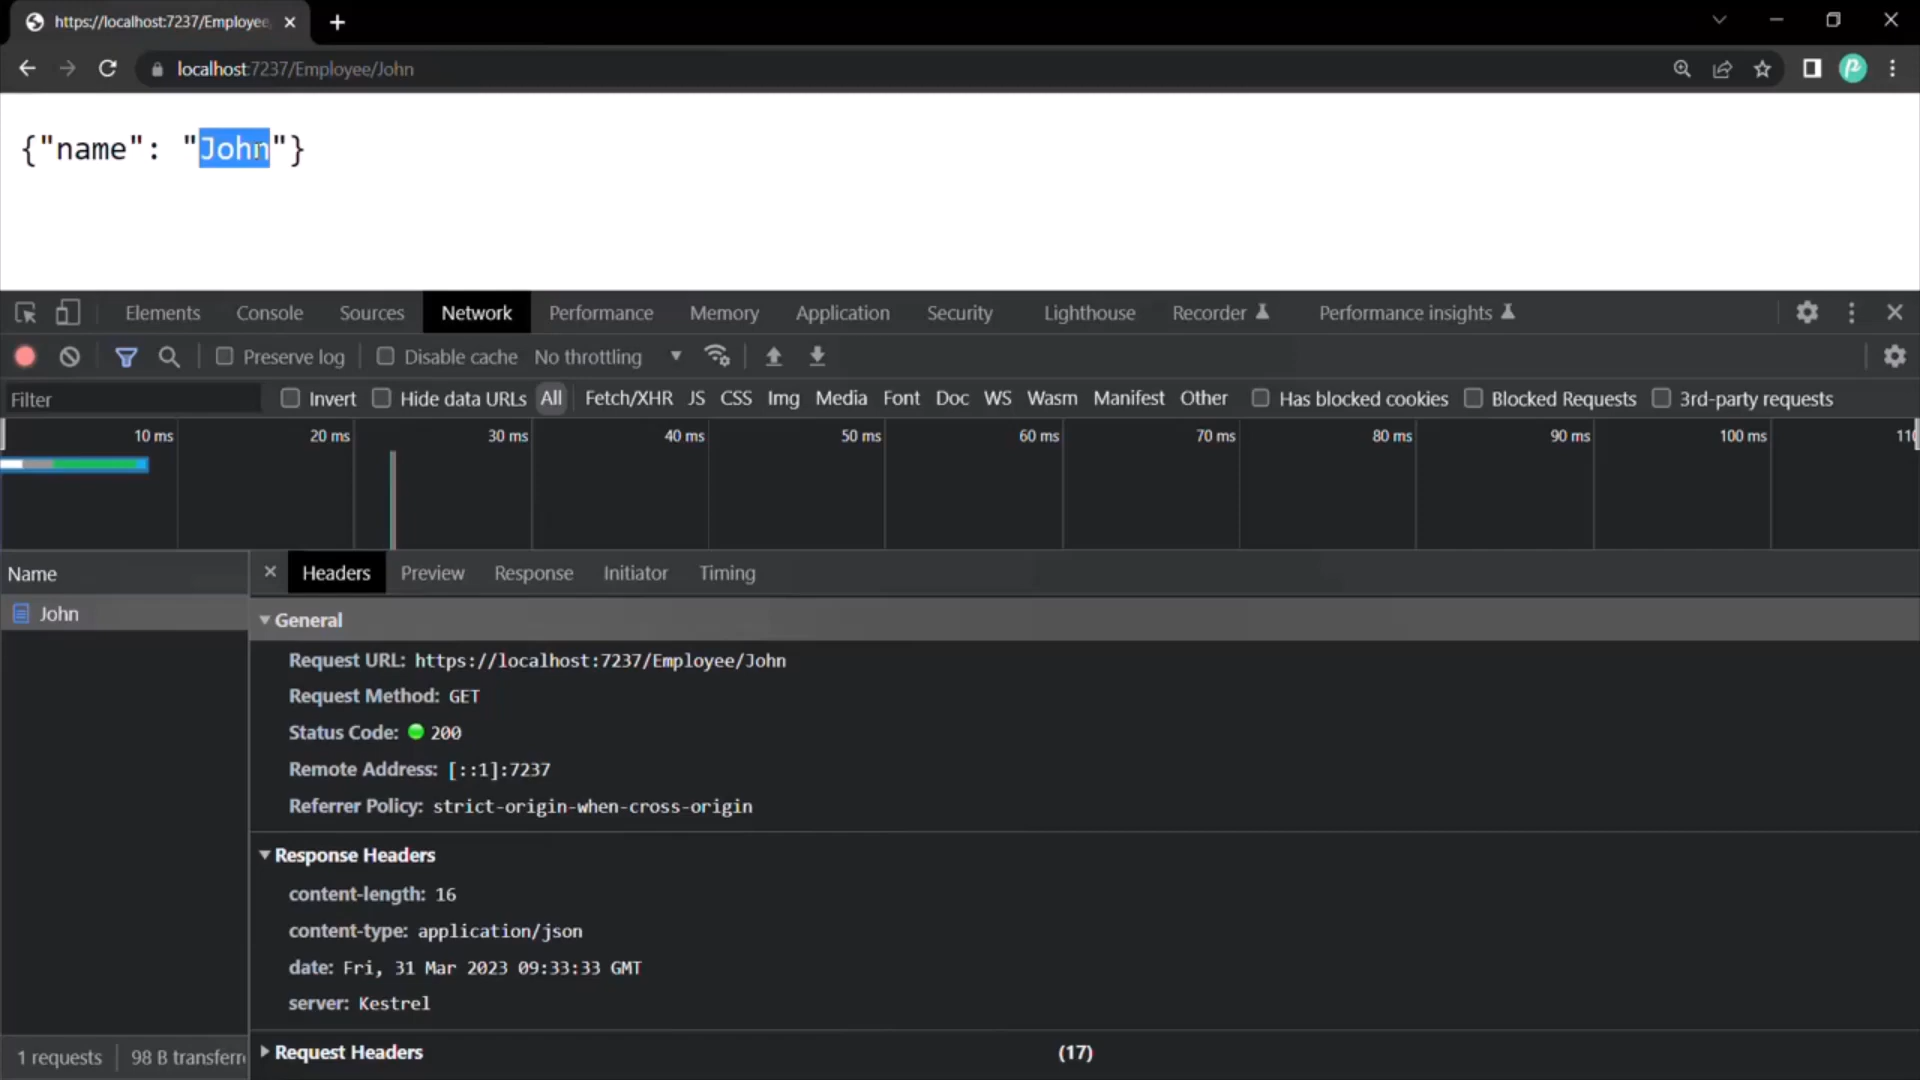 https://localhost:7237/Employee
localhost:7237/Employee/John
{"name": "John"}
Elements Console Sources Network Performance Memory Application Security Lighthouse Recorder Performance insights
Preserve log Disable cache No throttling
Filter Invert Hide data URLs All Fetch/XHR JS CSS Img Media Font Doc WS Wasm Manifest Other Has blocked cookies Blocked Requests 3rd-party requests
10 ms 20 ms 30 ms 40 ms 50 ms 60 ms 70 ms 80 ms 90 ms 100 ms 110
Name Headers Preview Response Initiator Timing
John
General
Request URL: https://localhost:7237/Employee/John
Request Method: GET
Status Code: 200
Remote Address: [::1]:7237
Referrer Policy: strict-origin-when-cross-origin
Response Headers
content-length: 16
content-type: application/json
date: Fri, 31 Mar 2023 09:33:33 GMT
server: Kestrel
Request Headers (17)
1 requests 98 B transferr